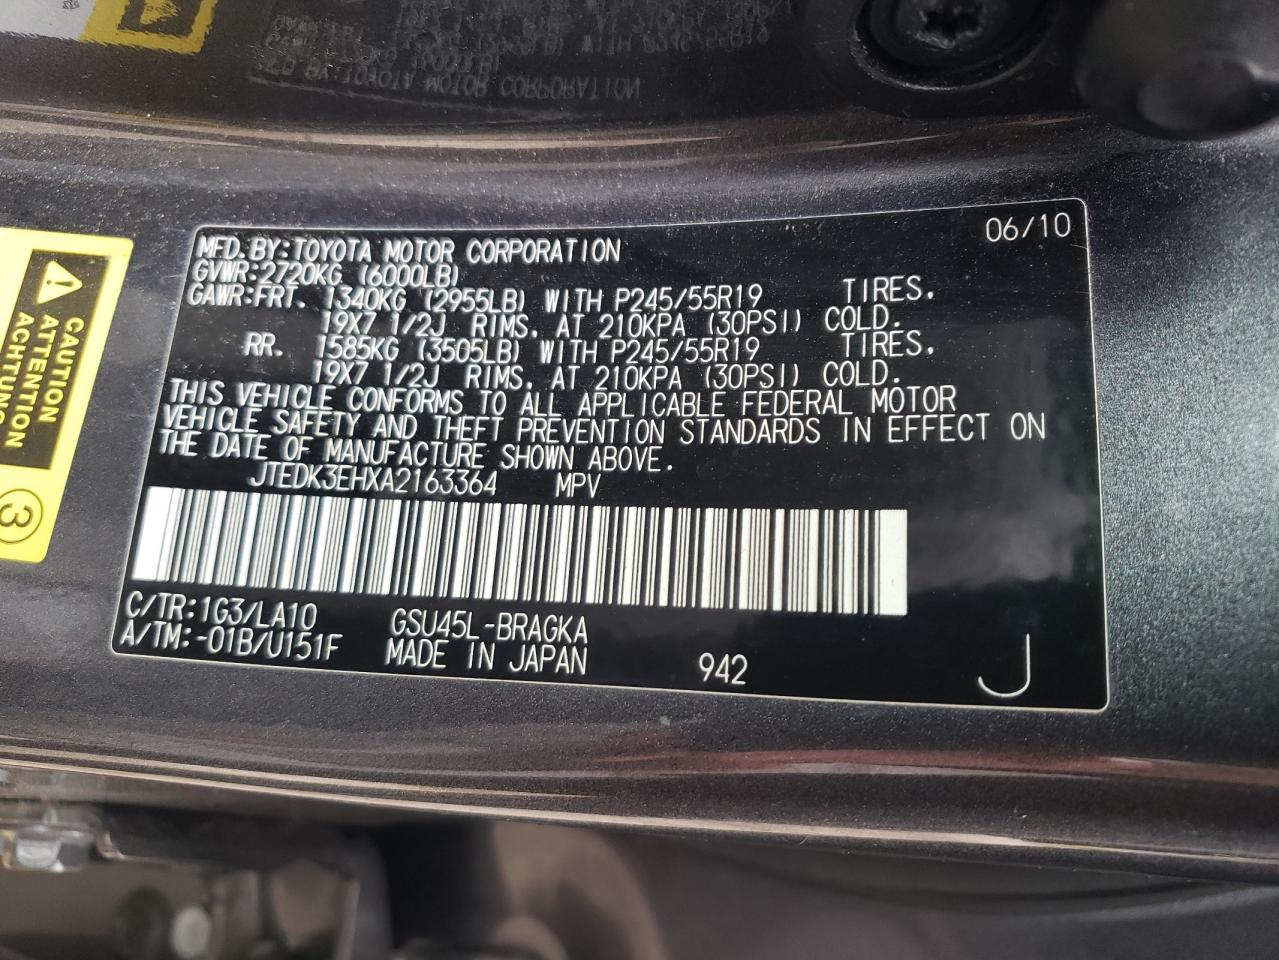 06/10
MFD.BY:TOYOTA MOTOR CORPORATION
GVWR:2720KG (6000LB)
GAWR:FRT. 1340KG (2955LB) WITH P245/55R19 TIRES.
19X7 1/2J RIMS. AT 210KPA (30PSI) COLD.
RR. 1585KG (3505LB) WITH P245/55R19 TIRES.
19X7 1/2J RIMS. AT 210KPA (30PSI) COLD.
THIS VEHICLE CONFORMS TO ALL APPLICABLE FEDERAL MOTOR
VEHICLE SAFETY AND THEFT PREVENTION STANDARDS IN EFFECT ON
THE DATE OF MANUFACTURE SHOWN ABOVE.
JTEDK3EHXA2163364 MPV
C/TR:1G3/LA10 GSU45L-BRAGKA
A/TM:-01B/U151F MADE IN JAPAN 942 J
CAUTION
ATTENTION
ACHTUNG
3